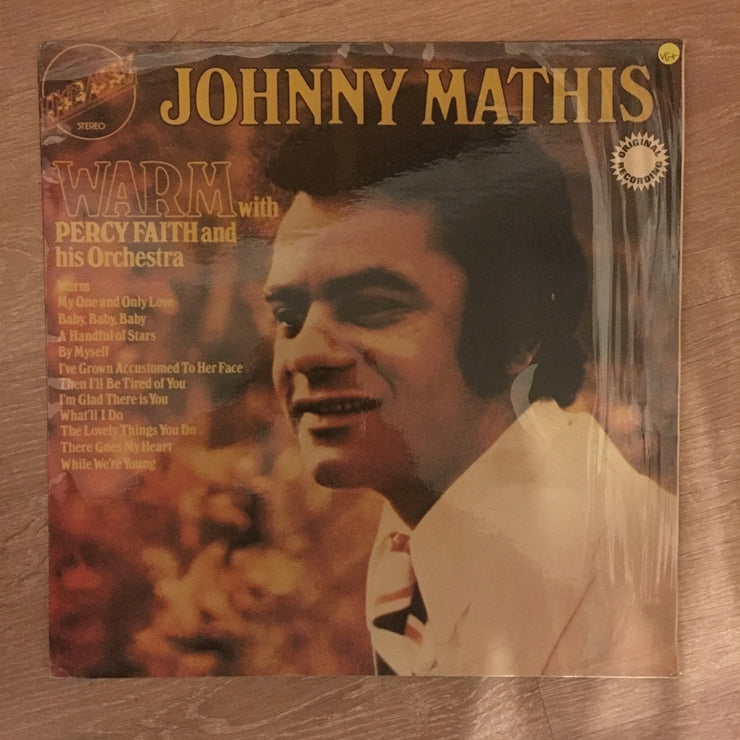 EMBASSY
STEREO
JOHNNY MATHIS
VG+
ORIGINAL
RECORDING
WARM with
PERCY FAITH and
his Orchestra
Warm
My One and Only Love
Baby, Baby, Baby
A Handful of Stars
By Myself
I've Grown Accustomed To Her Face
Then I'll Be Tired of You
I'm Glad There is You
What'll I Do
The Lovely Things You Do
There Goes My Heart
While We're Young